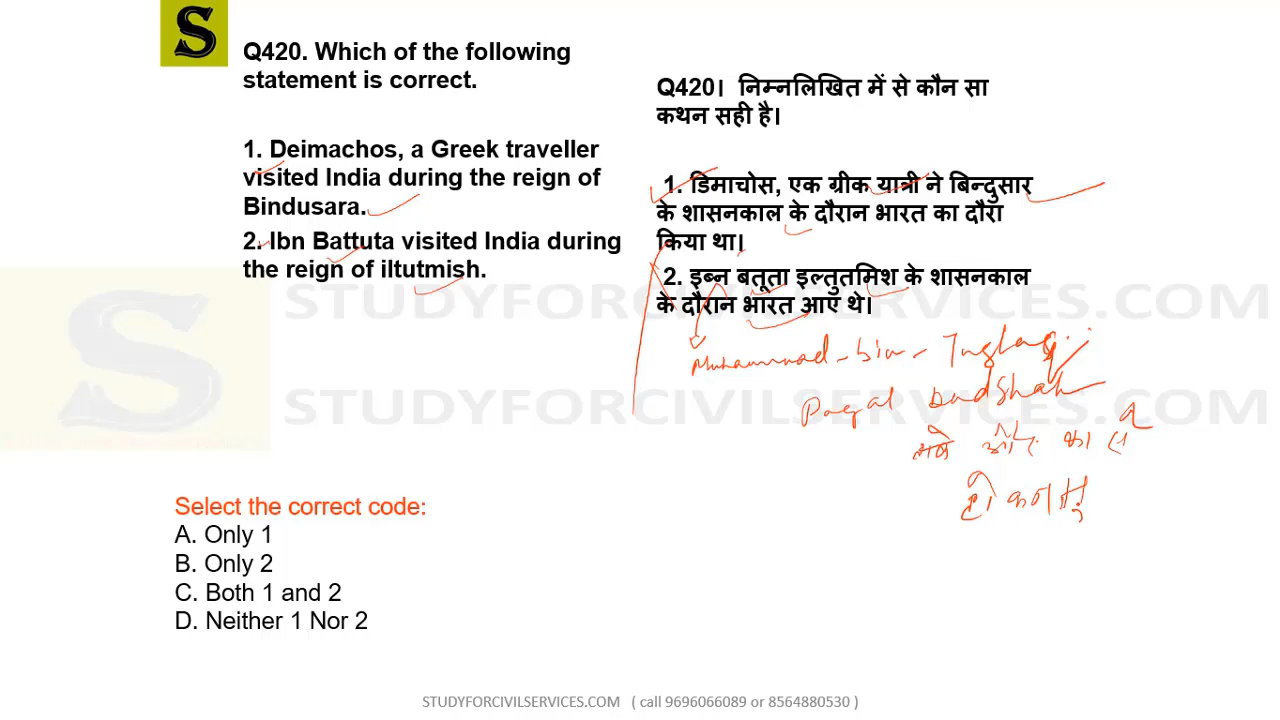 S
Q420. Which of the following
statement is correct.
1. Deimachos, a Greek traveller
visited India during the reign of
Bindusara.
2. Ibn Battuta visited India during
the reign of iltutmish.
Q420। निम्नलिखित में से कौन सा
कथन सही है।
1. डिमाचोस, एक ग्रीक यात्री ने बिन्दुसार
के शासनकाल के दौरान भारत का दौरा
किया था।
2. इब्न बतूता इल्तुतमिश के शासनकाल
के दौरान भारत आए थे।
Muhammad-bin-Tughlaq
Pagal Badshah
S
STUDYFORCIVILSERVICES.COM
STUDYFORCIVILSERVICES.COM
Select the correct code:
A. Only 1
B. Only 2
C. Both 1 and 2
D. Neither 1 Nor 2
STUDYFORCIVILSERVICES.COM ( call 9696066089 or 8564880530 )